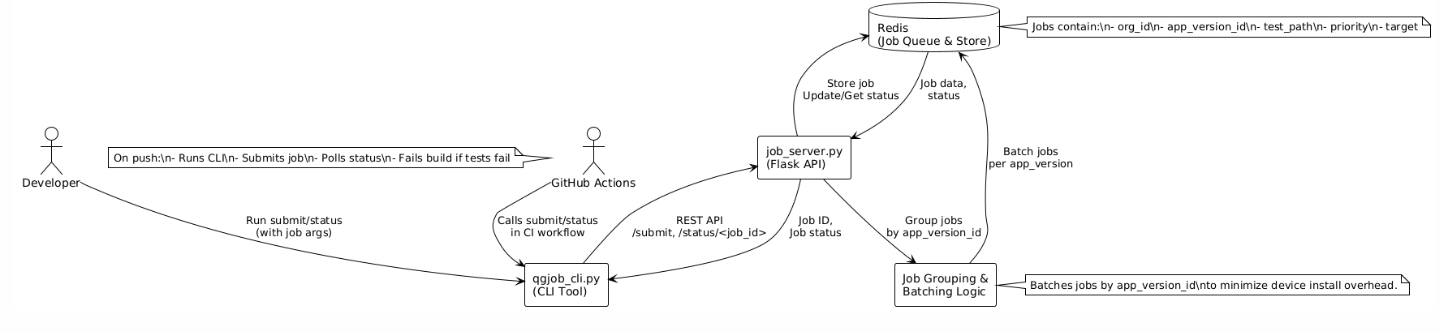 Redis
(Job Queue & Store)
Jobs contain:\n- org_id\n- app_version_id\n- test_path\n- priority\n- target
Store job
Update/Get status
Job data,
status
On push:\n- Runs CLI\n- Submits job\n- Polls status\n- Fails build if tests fail
job_server.py
(Flask API)
Batch jobs
per app_version
Developer
GitHub Actions
Run submit/status
(with job args)
Calls submit/status
in CI workflow
REST API
/submit, /status/<job_id>
Job ID,
Job status
Group jobs
by app_version_id
qgjob_cli.py
(CLI Tool)
Job Grouping &
Batching Logic
Batches jobs by app_version_id\nto minimize device install overhead.